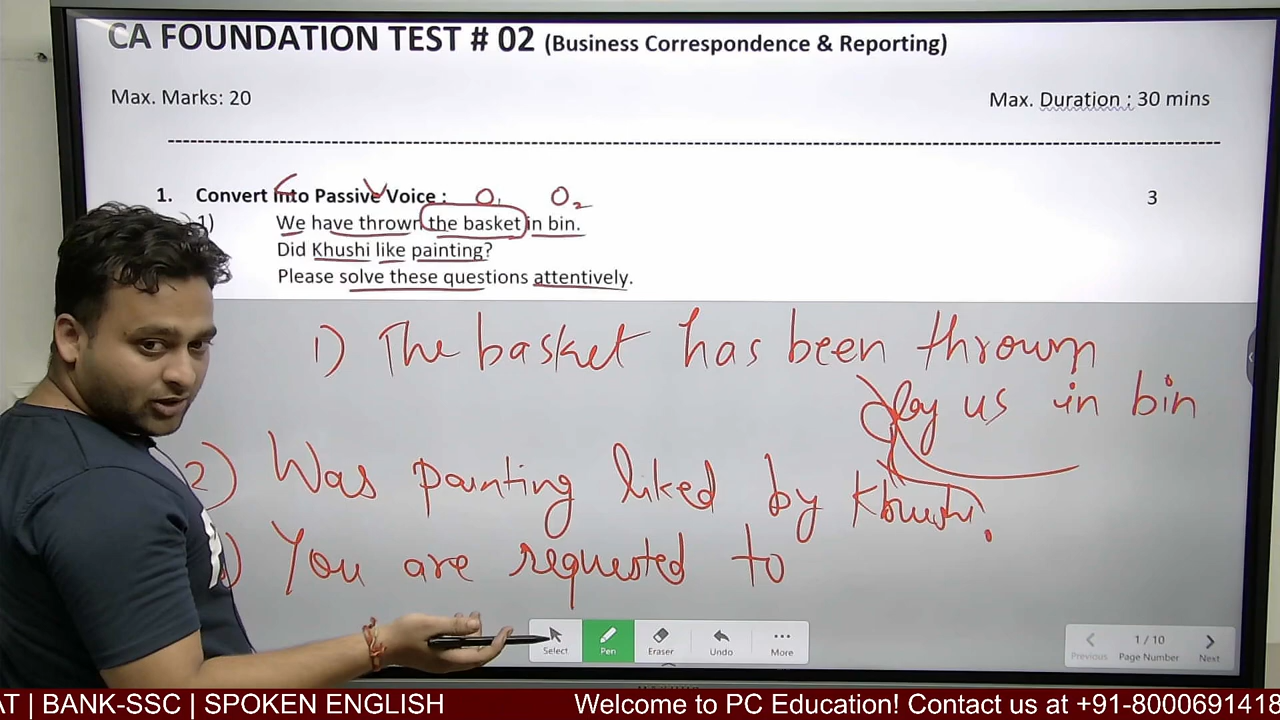 CA FOUNDATION TEST # 02 (Business Correspondence & Reporting)
Max. Marks: 20 Max. Duration : 30 mins
1. Convert into Passive Voice : 3
O₁ O₂
1) We have thrown the basket in bin.
Did Khushi like painting?
Please solve these questions attentively.
1) The basket has been thrown
by us in bin
2) Was painting liked by Khushi.
) You are requested to
Select Pen Eraser Undo More
1 / 10
Previous Page Number Next
AT | BANK-SSC | SPOKEN ENGLISH Welcome to PC Education! Contact us at +91-8000691418